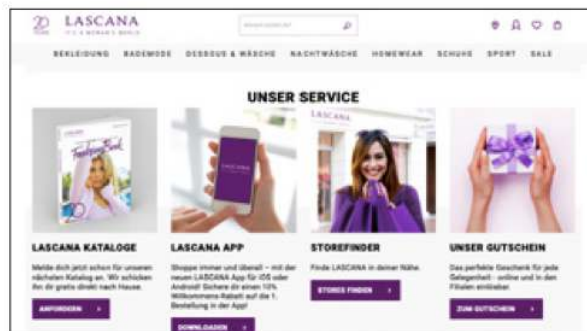 20
LASCANA
IT'S A WOMAN'S WORLD
BEKLEIDUNG BADEMODE DESSOUS & WÄSCHE NACHTWÄSCHE HOMEWEAR SCHUHE SPORT SALE
UNSER SERVICE
LASCANA
LASCANA
LASCANA KATALOGE
Melde dich jetzt schon für unseren
nächsten Katalog an. Wir schicken
ihn dir gratis direkt nach Hause.
ANFORDERN
LASCANA APP
Shoppe immer und überall – mit der
neuen LASCANA App für iOS oder
Android! Sichere dir einen 10%
Willkommens-Rabatt auf die 1.
Bestellung in der App!
DOWNLOADEN
STOREFINDER
Finde LASCANA in deiner Nähe.
STORES FINDEN
UNSER GUTSCHEIN
Das perfekte Geschenk für jede
Gelegenheit - online und in den
Filialen einlösbar.
ZUM GUTSCHEIN